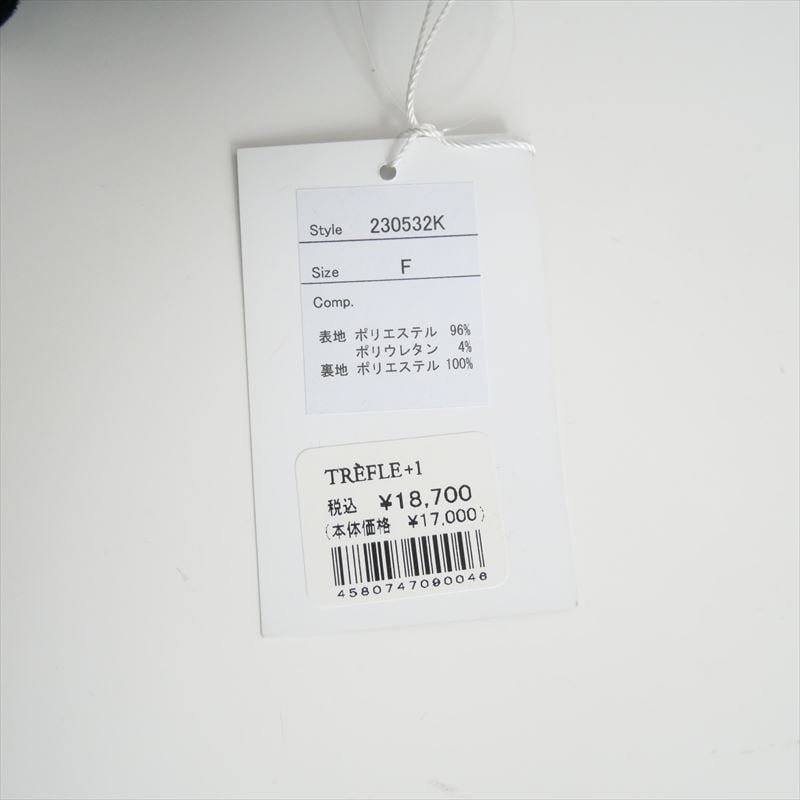 Style 230532K
Size F
Comp.
表地 ポリエステル 96%
ポリウレタン 4%
裏地 ポリエステル 100%
TRÈFLE+1
税込 ¥18,700
(本体価格 ¥17,000)
4580747090046